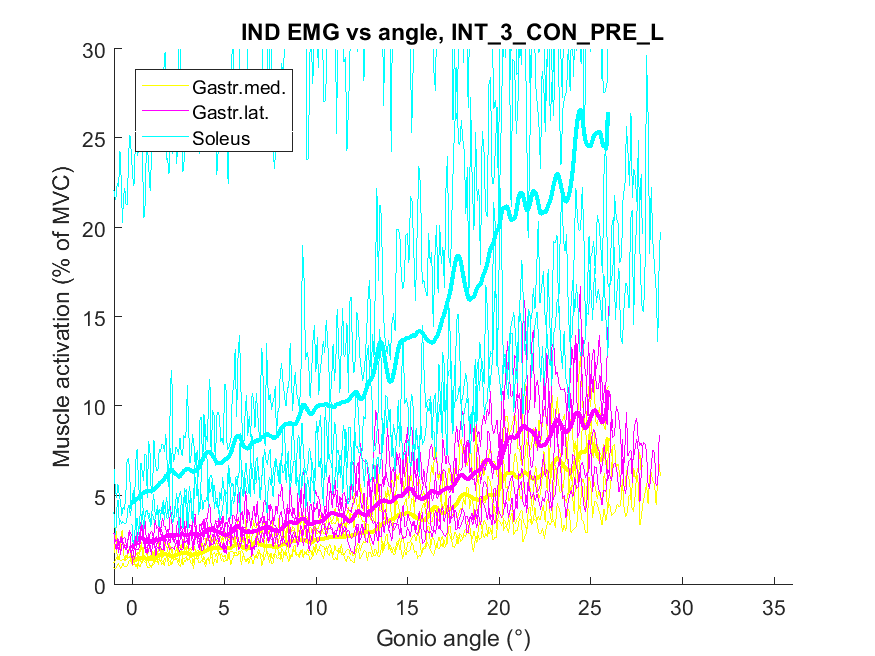 IND EMG vs angle, INT_3_CON_PRE_L
30
25
20
15
10
5
0
Muscle activation (% of MVC)
Gastr.med.
Gastr.lat.
Soleus
0 5 10 15 20 25 30 35
Gonio angle (°)